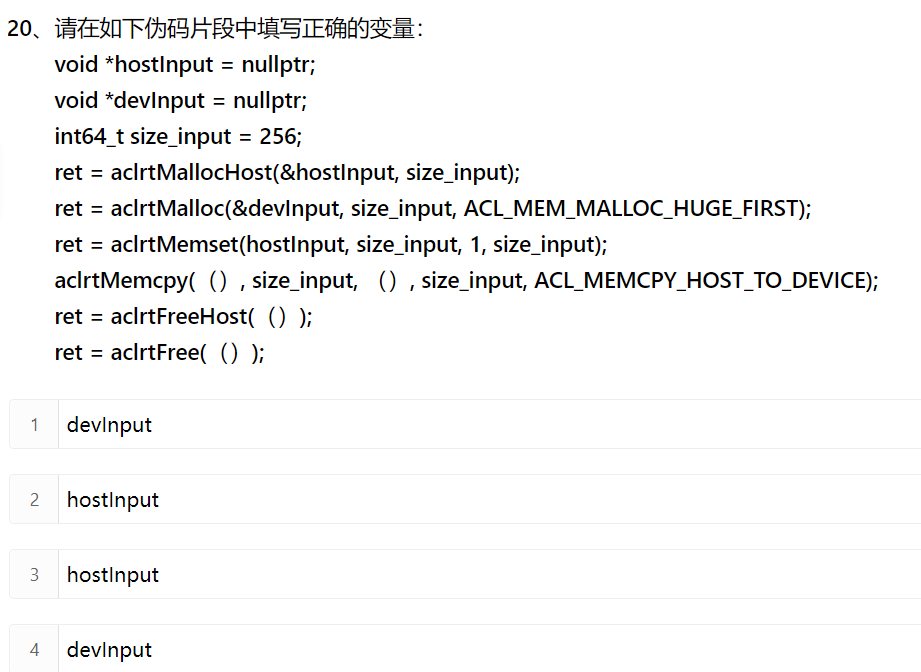 20、请在如下伪码片段中填写正确的变量：
void *hostInput = nullptr;
void *devInput = nullptr;
int64_t size_input = 256;
ret = aclrtMallocHost(&hostInput, size_input);
ret = aclrtMalloc(&devInput, size_input, ACL_MEM_MALLOC_HUGE_FIRST);
ret = aclrtMemset(hostInput, size_input, 1, size_input);
aclrtMemcpy(（）, size_input, （）, size_input, ACL_MEMCPY_HOST_TO_DEVICE);
ret = aclrtFreeHost(（）);
ret = aclrtFree(（）);
1 devInput
2 hostInput
3 hostInput
4 devInput